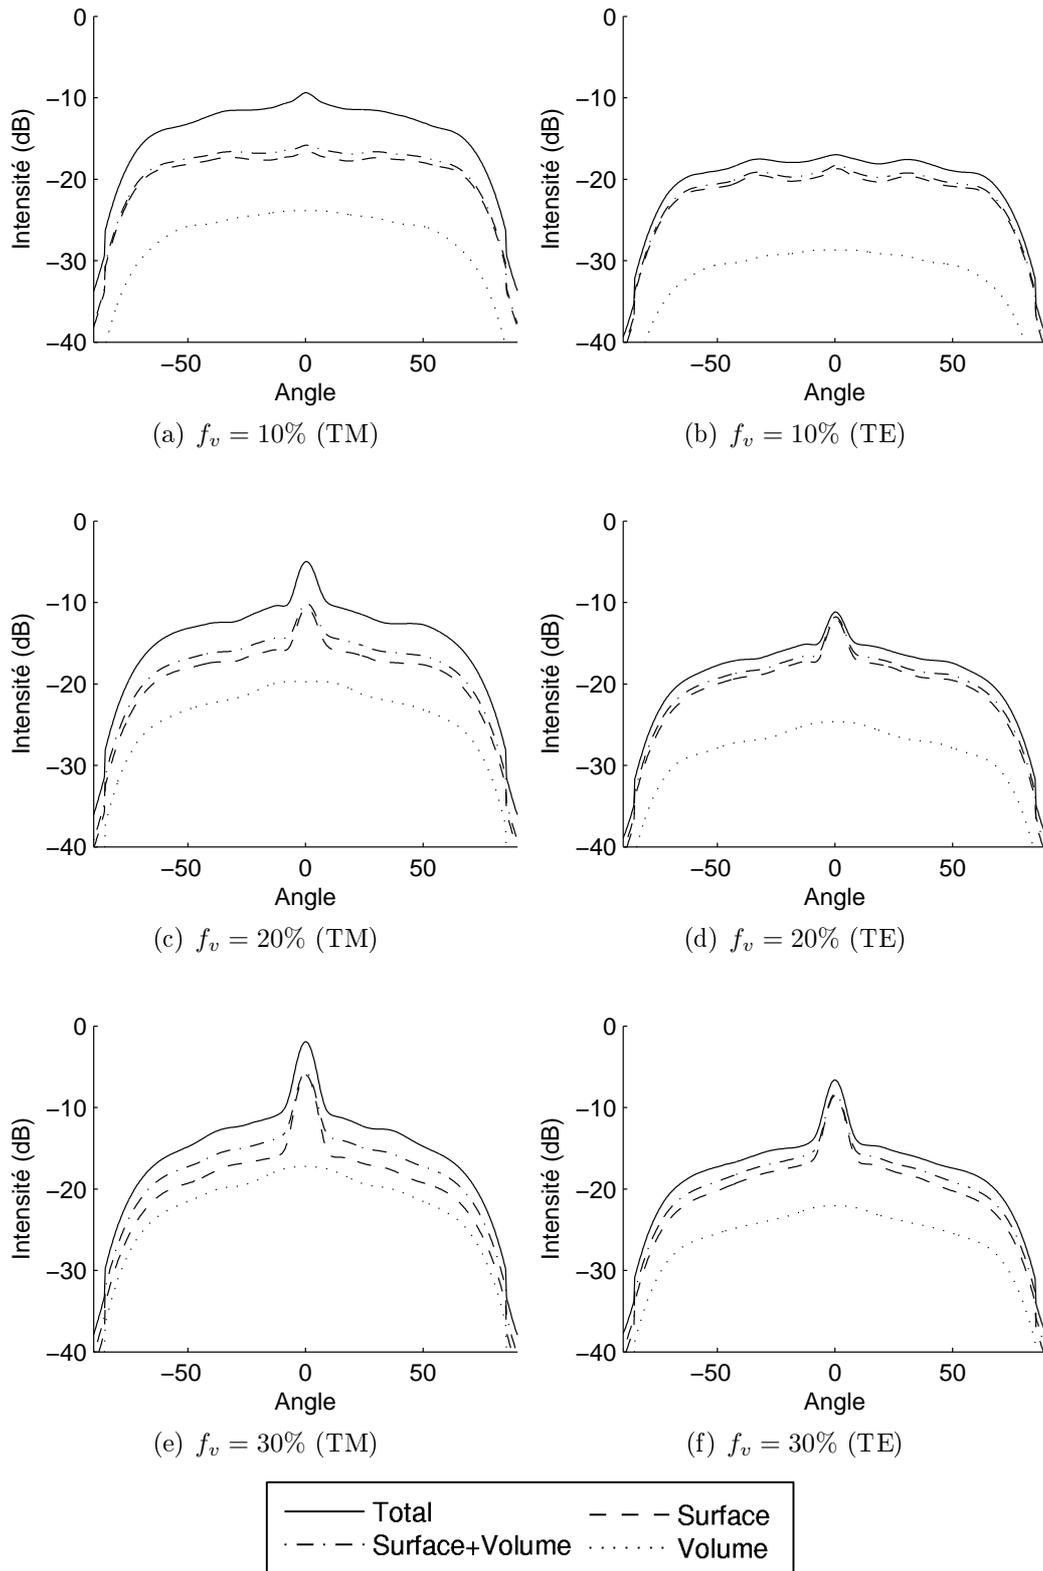 0
−10
−20
−30
−40
−50 0 50
Intensité (dB)
Angle
(a) f_v = 10% (TM)
0
−10
−20
−30
−40
−50 0 50
Intensité (dB)
Angle
(b) f_v = 10% (TE)
0
−10
−20
−30
−40
−50 0 50
Intensité (dB)
Angle
(c) f_v = 20% (TM)
0
−10
−20
−30
−40
−50 0 50
Intensité (dB)
Angle
(d) f_v = 20% (TE)
0
−10
−20
−30
−40
−50 0 50
Intensité (dB)
Angle
(e) f_v = 30% (TM)
0
−10
−20
−30
−40
−50 0 50
Intensité (dB)
Angle
(f) f_v = 30% (TE)
Total
Surface
Surface+Volume
Volume